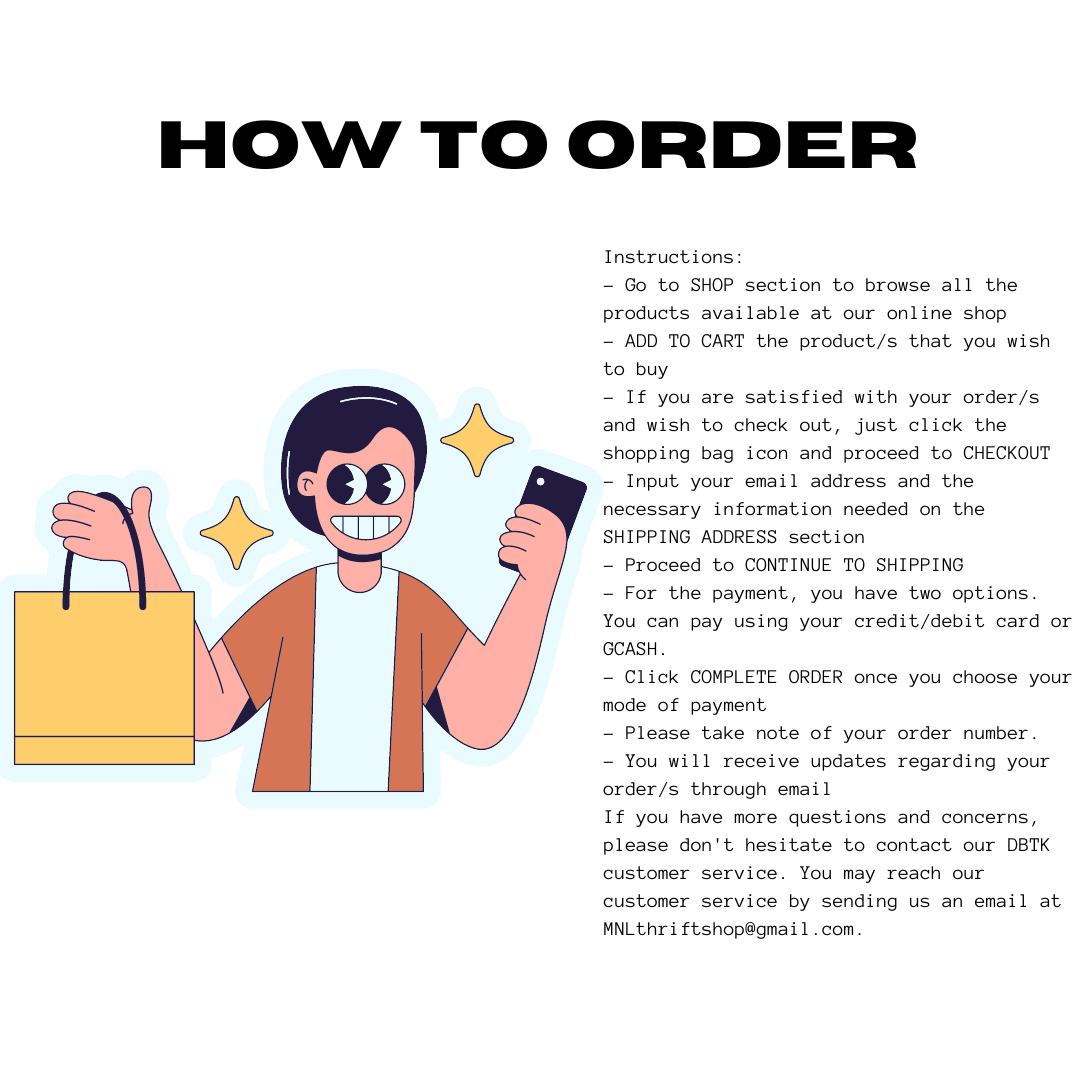 HOW TO ORDER
Instructions:
- Go to SHOP section to browse all the
products available at our online shop
- ADD TO CART the product/s that you wish
to buy
- If you are satisfied with your order/s
and wish to check out, just click the
shopping bag icon and proceed to CHECKOUT
- Input your email address and the
necessary information needed on the
SHIPPING ADDRESS section
- Proceed to CONTINUE TO SHIPPING
- For the payment, you have two options.
You can pay using your credit/debit card or
GCASH.
- Click COMPLETE ORDER once you choose your
mode of payment
- Please take note of your order number.
- You will receive updates regarding your
order/s through email
If you have more questions and concerns,
please don't hesitate to contact our DBTK
customer service. You may reach our
customer service by sending us an email at
MNLthriftshop@gmail.com.